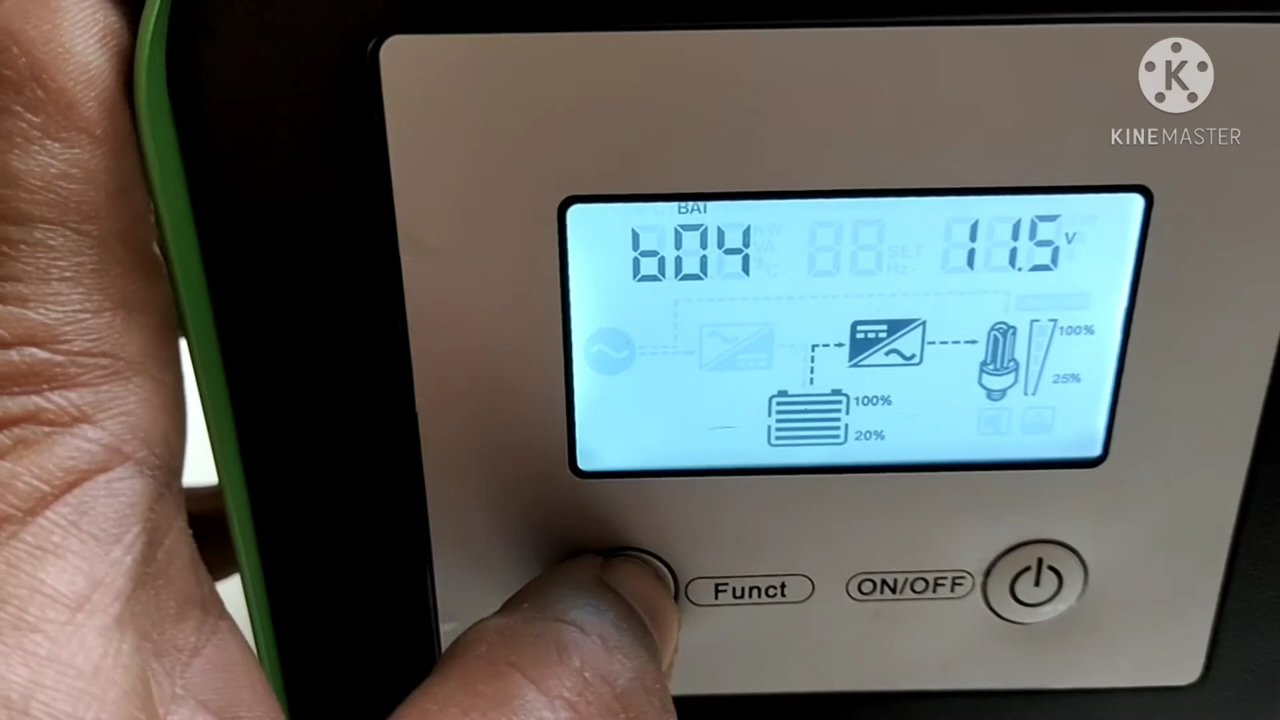 K
KINEMASTER
BAT
b04 11.5 V
100%
25%
100%
20%
Funct ON/OFF